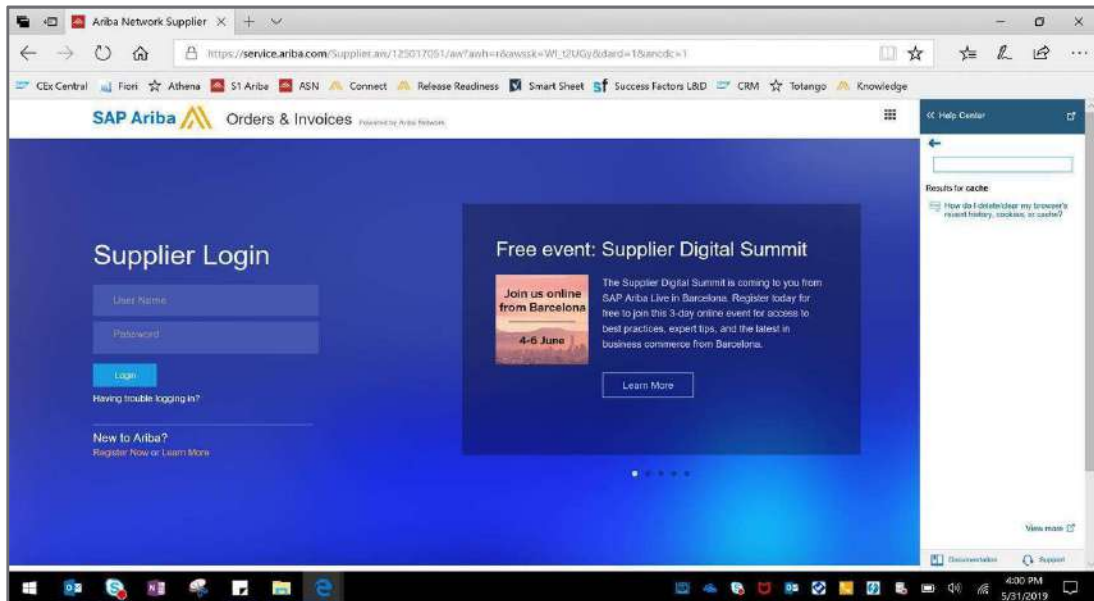 Ariba Network Supplier
https://service.ariba.com/Supplier.aw/125017051/aw?awh=r&awssk=WI_t2UGy&dard=1&ancdc=1
CEx Central Fiori Athena S1 Ariba ASN Connect Release Readiness Smart Sheet Success Factors L&D CRM Totango Knowledge
SAP Ariba Orders & Invoices Powered by Ariba Network
<< Help Center
Results for cache
How do I delete/clear my browser's
recent history, cookies, or cache?
Supplier Login
User Name
Password
Login
Having trouble logging in?
New to Ariba?
Register Now or Learn More
Free event: Supplier Digital Summit
Join us online
from Barcelona
4-6 June
The Supplier Digital Summit is coming to you from
SAP Ariba Live in Barcelona. Register today for
free to join this 3-day online event for access to
best practices, expert tips, and the latest in
business commerce from Barcelona.
Learn More
View more
Documentation Support
4:00 PM
5/31/2019